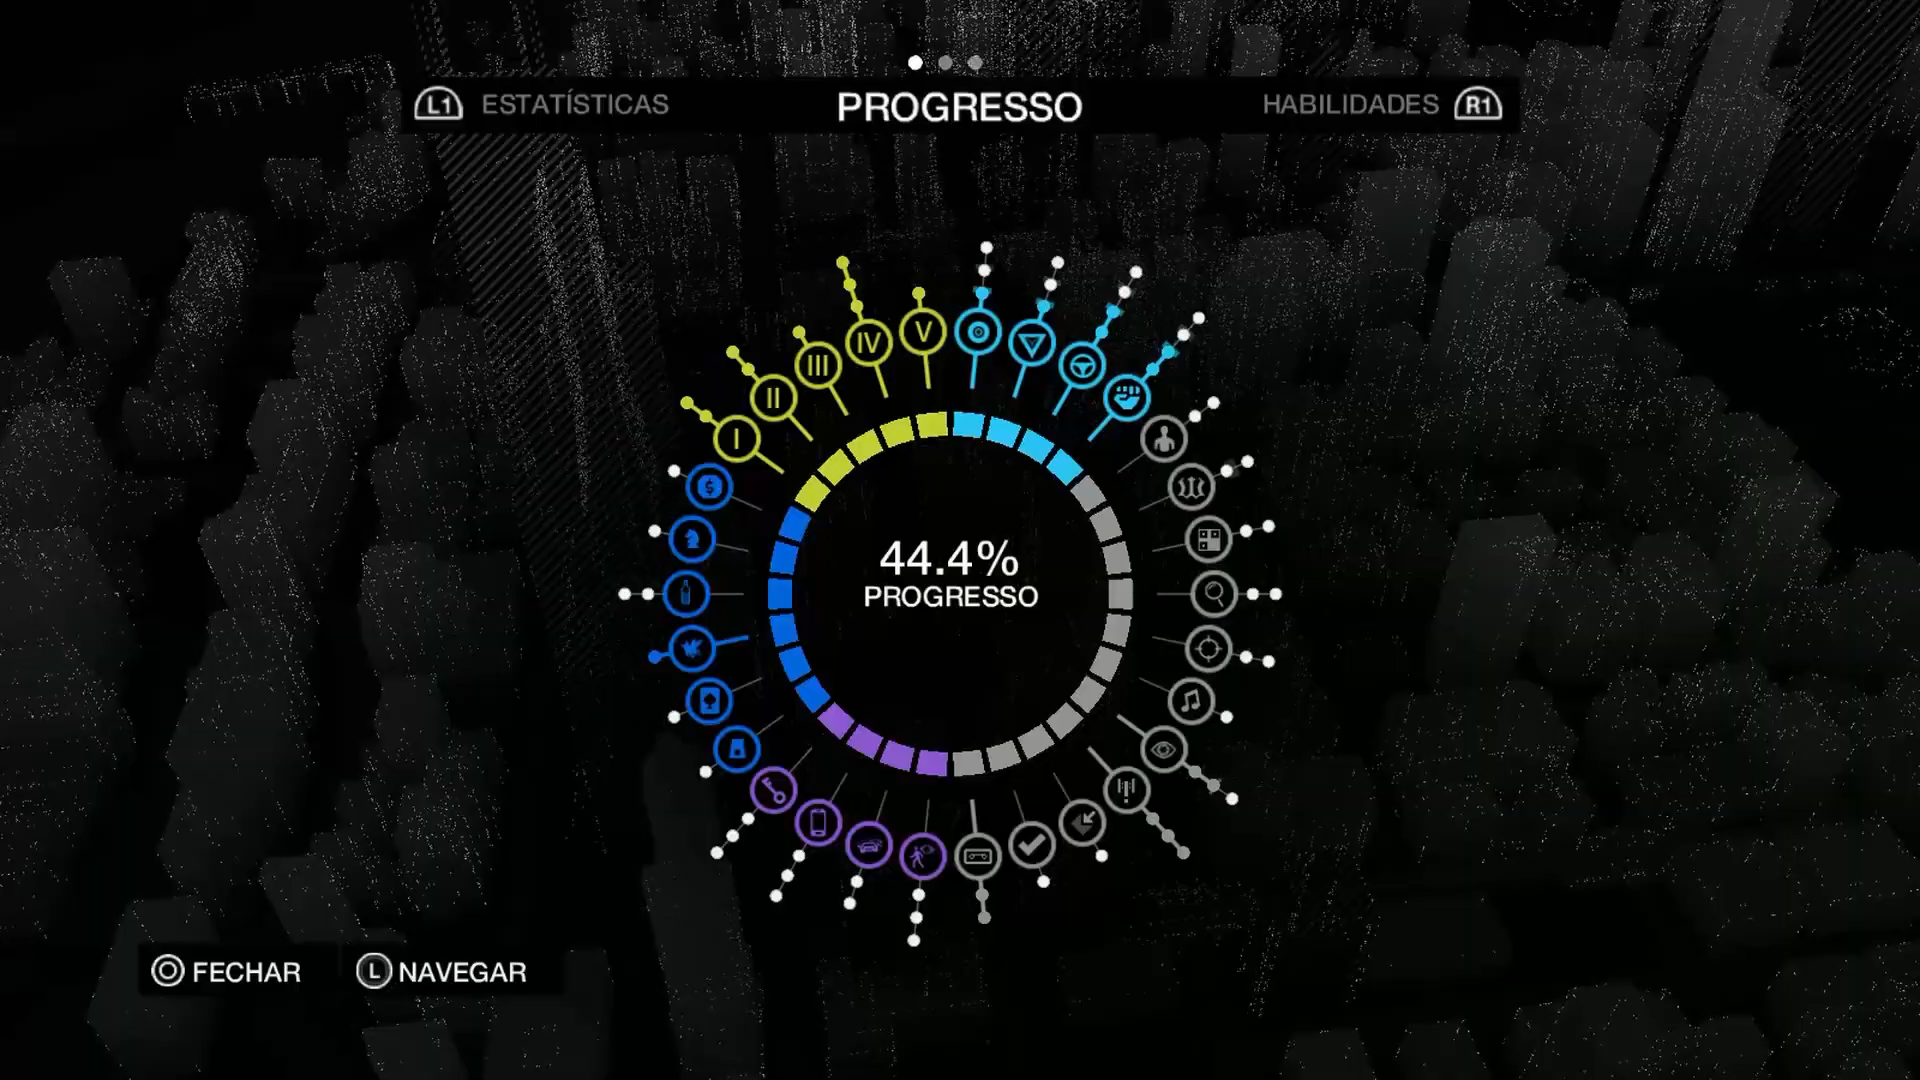 L1 ESTATÍSTICAS PROGRESSO HABILIDADES R1
I II III IV V
$
44.4%
PROGRESSO
FECHAR L NAVEGAR